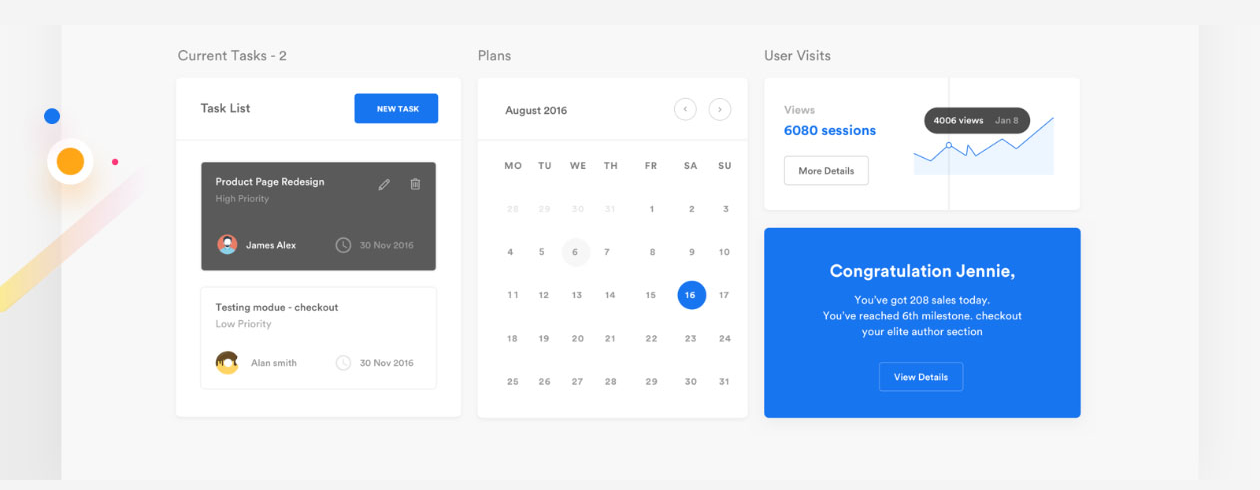 Current Tasks - 2
Task List
NEW TASK
Product Page Redesign
High Priority
James Alex
30 Nov 2016
Testing modue - checkout
Low Priority
Alan smith
30 Nov 2016
Plans
August 2016
MO TU WE TH FR SA SU
28 29 30 31 1 2 3
4 5 6 7 8 9 10
11 12 13 14 15 16 17
18 19 20 21 22 23 24
25 26 27 28 29 30 31
User Visits
Views
6080 sessions
More Details
4006 views Jan 8
Congratulation Jennie,
You've got 208 sales today.
You've reached 6th milestone. checkout
your elite author section
View Details